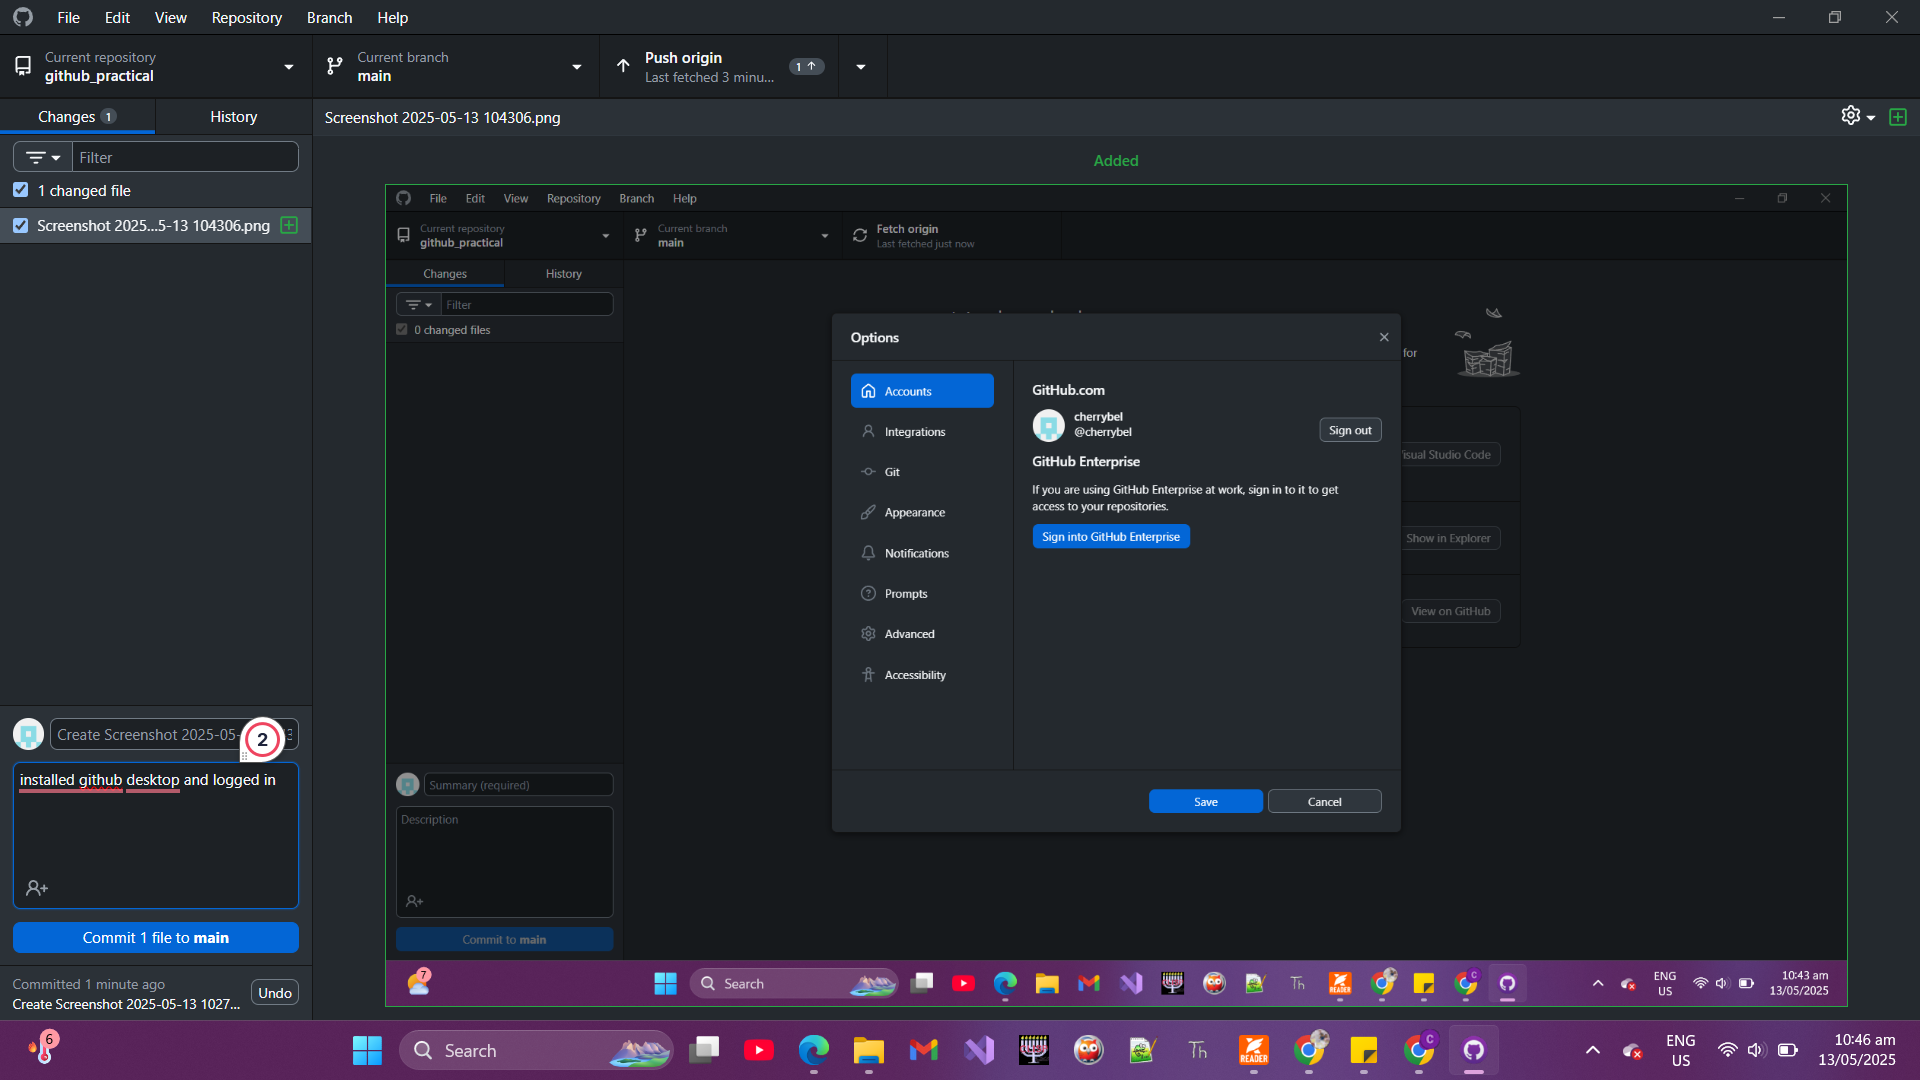 File Edit View Repository Branch Help
Current repository
github_practical
Current branch
main
Push origin
Last fetched 3 minu...
1
Changes 1
History
Screenshot 2025-05-13 104306.png
Filter
1 changed file
Screenshot 2025...5-13 104306.png
Added
File Edit View Repository Branch Help
Current repository
github_practical
Current branch
main
Fetch origin
Last fetched just now
Changes
History
Filter
0 changed files
for
Visual Studio Code
Show in Explorer
View on GitHub
Options
Accounts
Integrations
Git
Appearance
Notifications
Prompts
Advanced
Accessibility
GitHub.com
cherrybel
@cherrybel
Sign out
GitHub Enterprise
If you are using GitHub Enterprise at work, sign in to it to get
access to your repositories.
Sign into GitHub Enterprise
Save
Cancel
Summary (required)
Description
Commit to main
7
Search
Th
READER
C
ENG
US
10:43 am
13/05/2025
Create Screenshot 2025-05-
2
installed github desktop and logged in
Commit 1 file to main
Committed 1 minute ago
Create Screenshot 2025-05-13 1027...
Undo
6
Search
Th
READER
C
ENG
US
10:46 am
13/05/2025